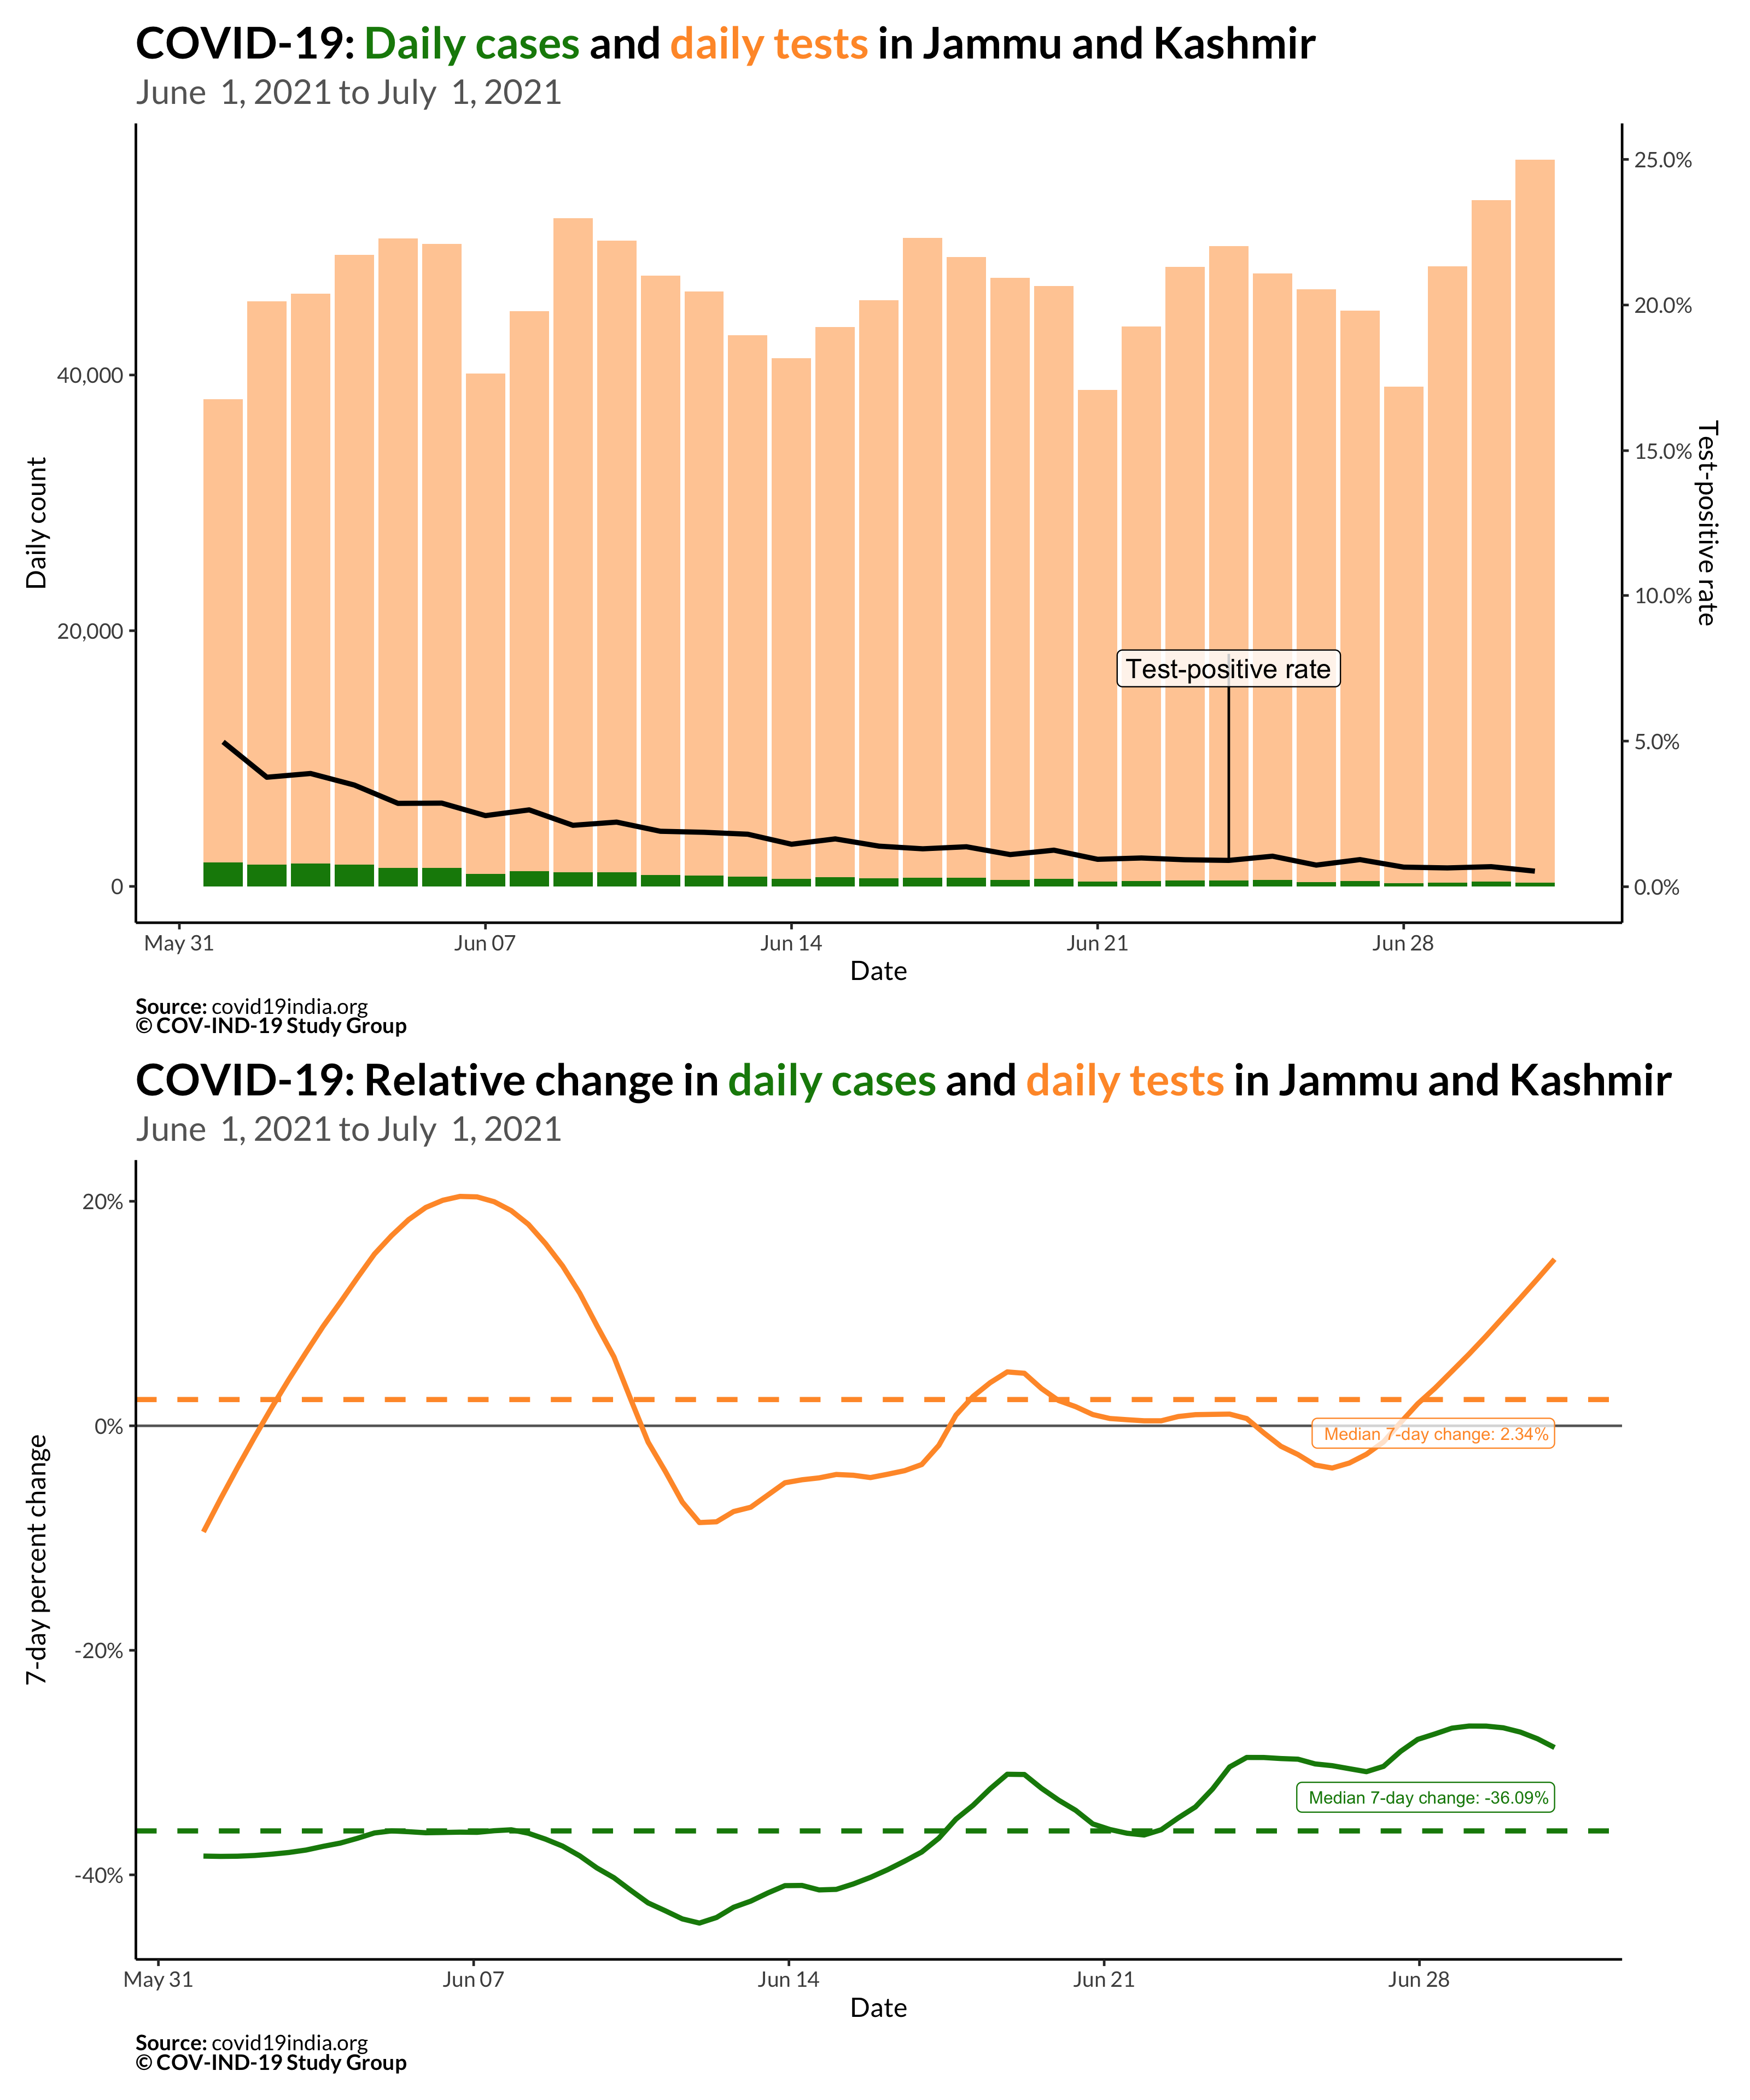 COVID-19: Daily cases and daily tests in Jammu and Kashmir
June 1, 2021 to July 1, 2021
25.0%
20.0%
40,000
15.0%
Daily count
Test-positive rate
10.0%
20,000
Test-positive rate
5.0%
0
0.0%
May 31
Jun 07
Jun 14
Jun 21
Jun 28
Date
Source: covid19india.org
© COV-IND-19 Study Group
COVID-19: Relative change in daily cases and daily tests in Jammu and Kashmir
June 1, 2021 to July 1, 2021
20%
0%
Median 7-day change: 2.34%
7-day percent change
-20%
Median 7-day change: -36.09%
-40%
May 31
Jun 07
Jun 14
Jun 21
Jun 28
Date
Source: covid19india.org
© COV-IND-19 Study Group